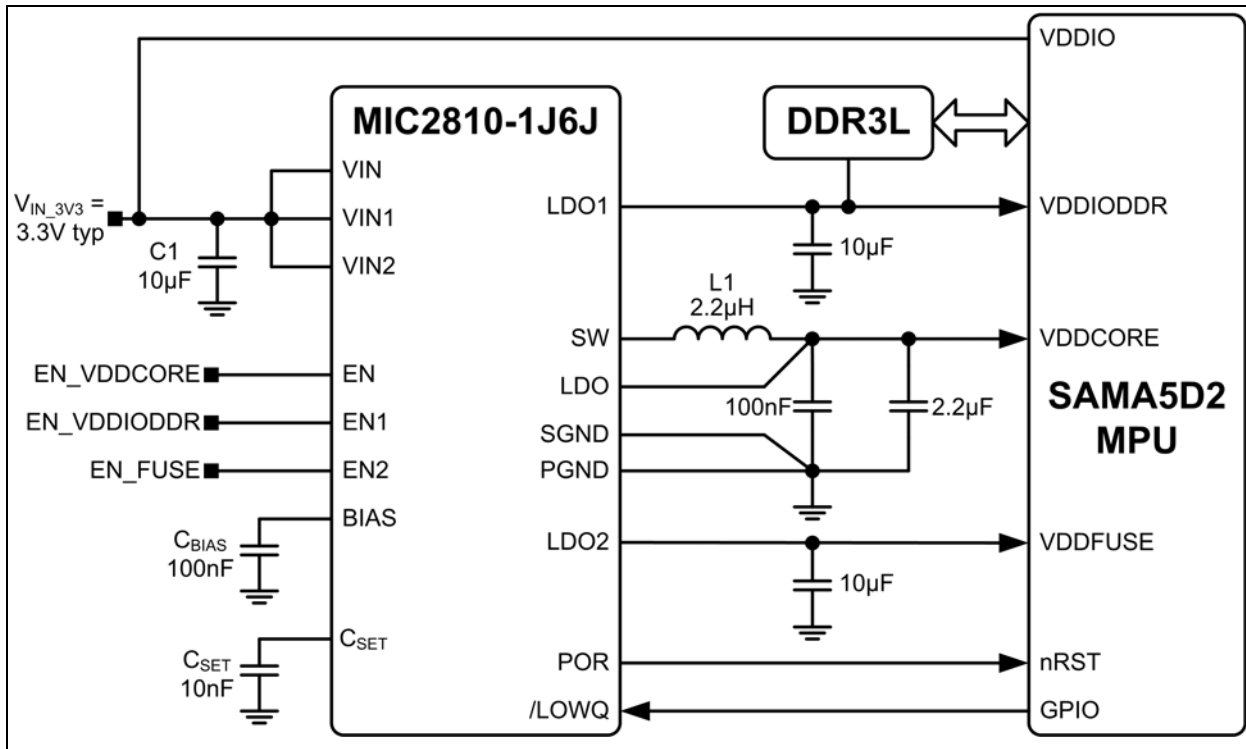 VDDIO
MIC2810-1J6J
DDR3L
VIN
V_IN_3V3 =
3.3V typ
VIN1
LDO1
VDDIODDR
C1
10µF
10µF
VIN2
L1
2.2µH
SW
VDDCORE
EN_VDDCORE
EN
LDO
100nF
2.2µF
SAMA5D2
MPU
EN_VDDIODDR
EN1
SGND
EN_FUSE
EN2
PGND
BIAS
C_BIAS
100nF
LDO2
VDDFUSE
10µF
C_SET
C_SET
10nF
POR
nRST
/LOWQ
GPIO